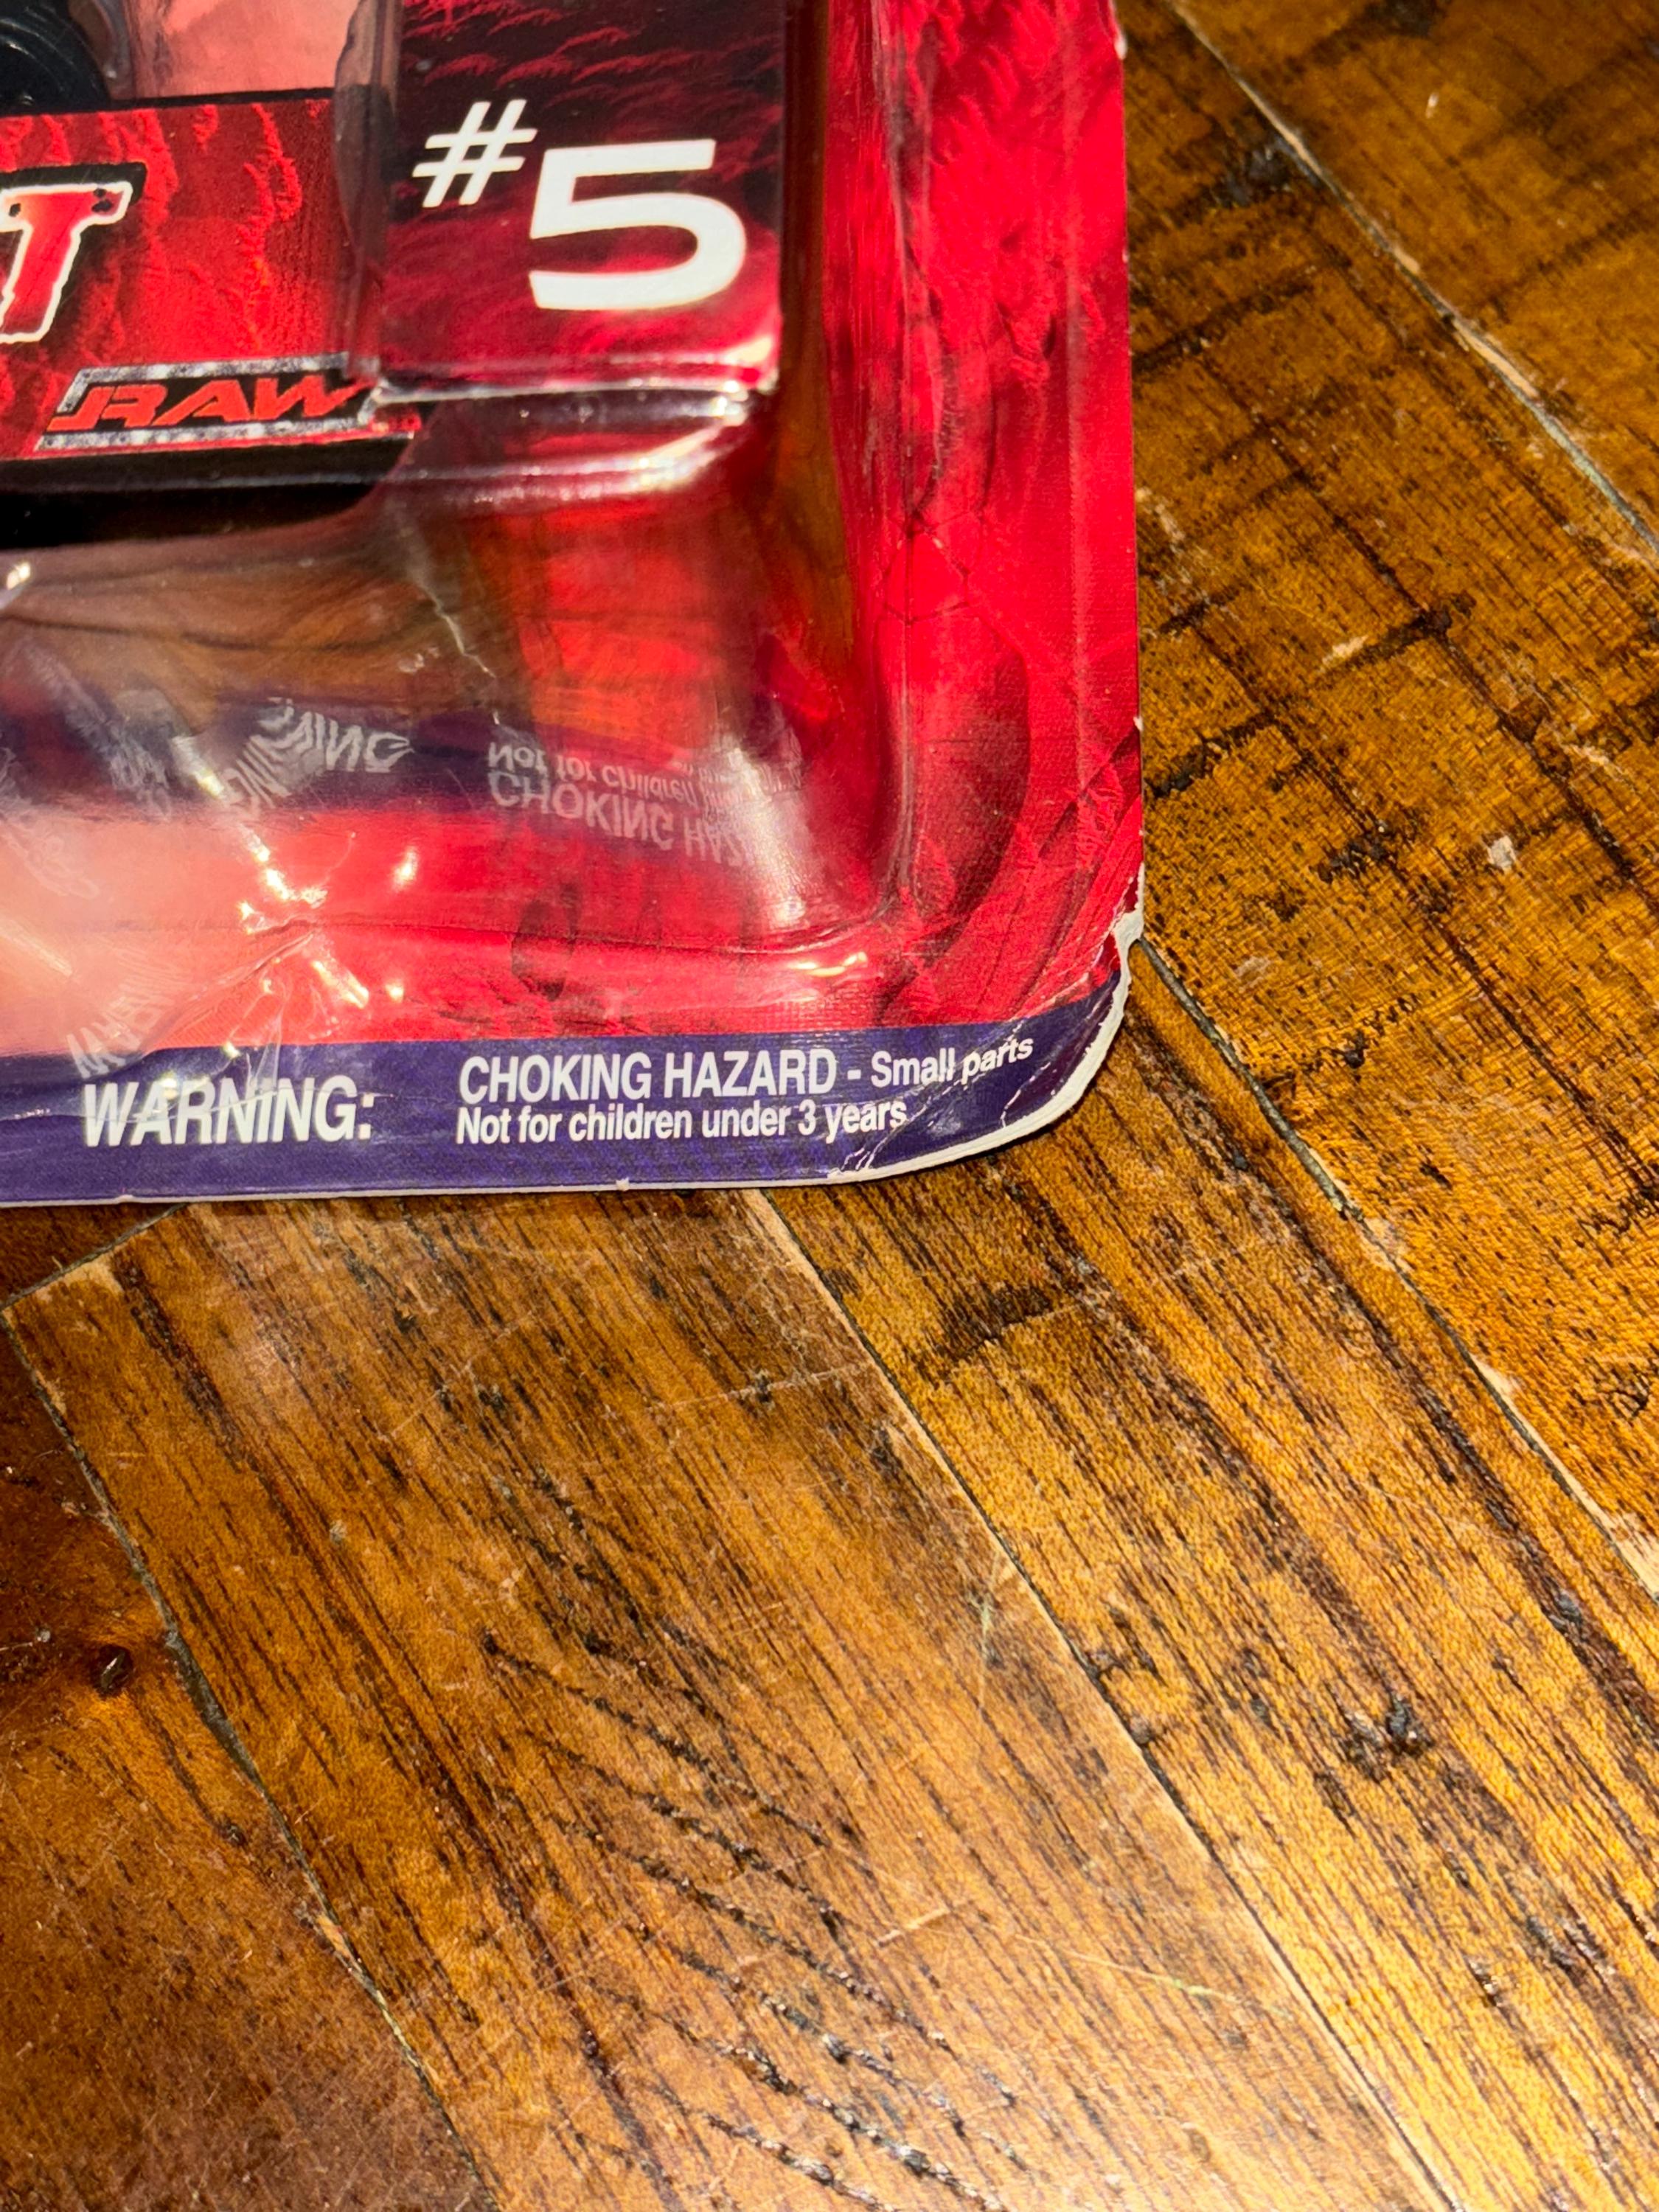 #5
T
RAW
WARNING:
CHOKING HAZARD - Small parts
Not for children under 3 years